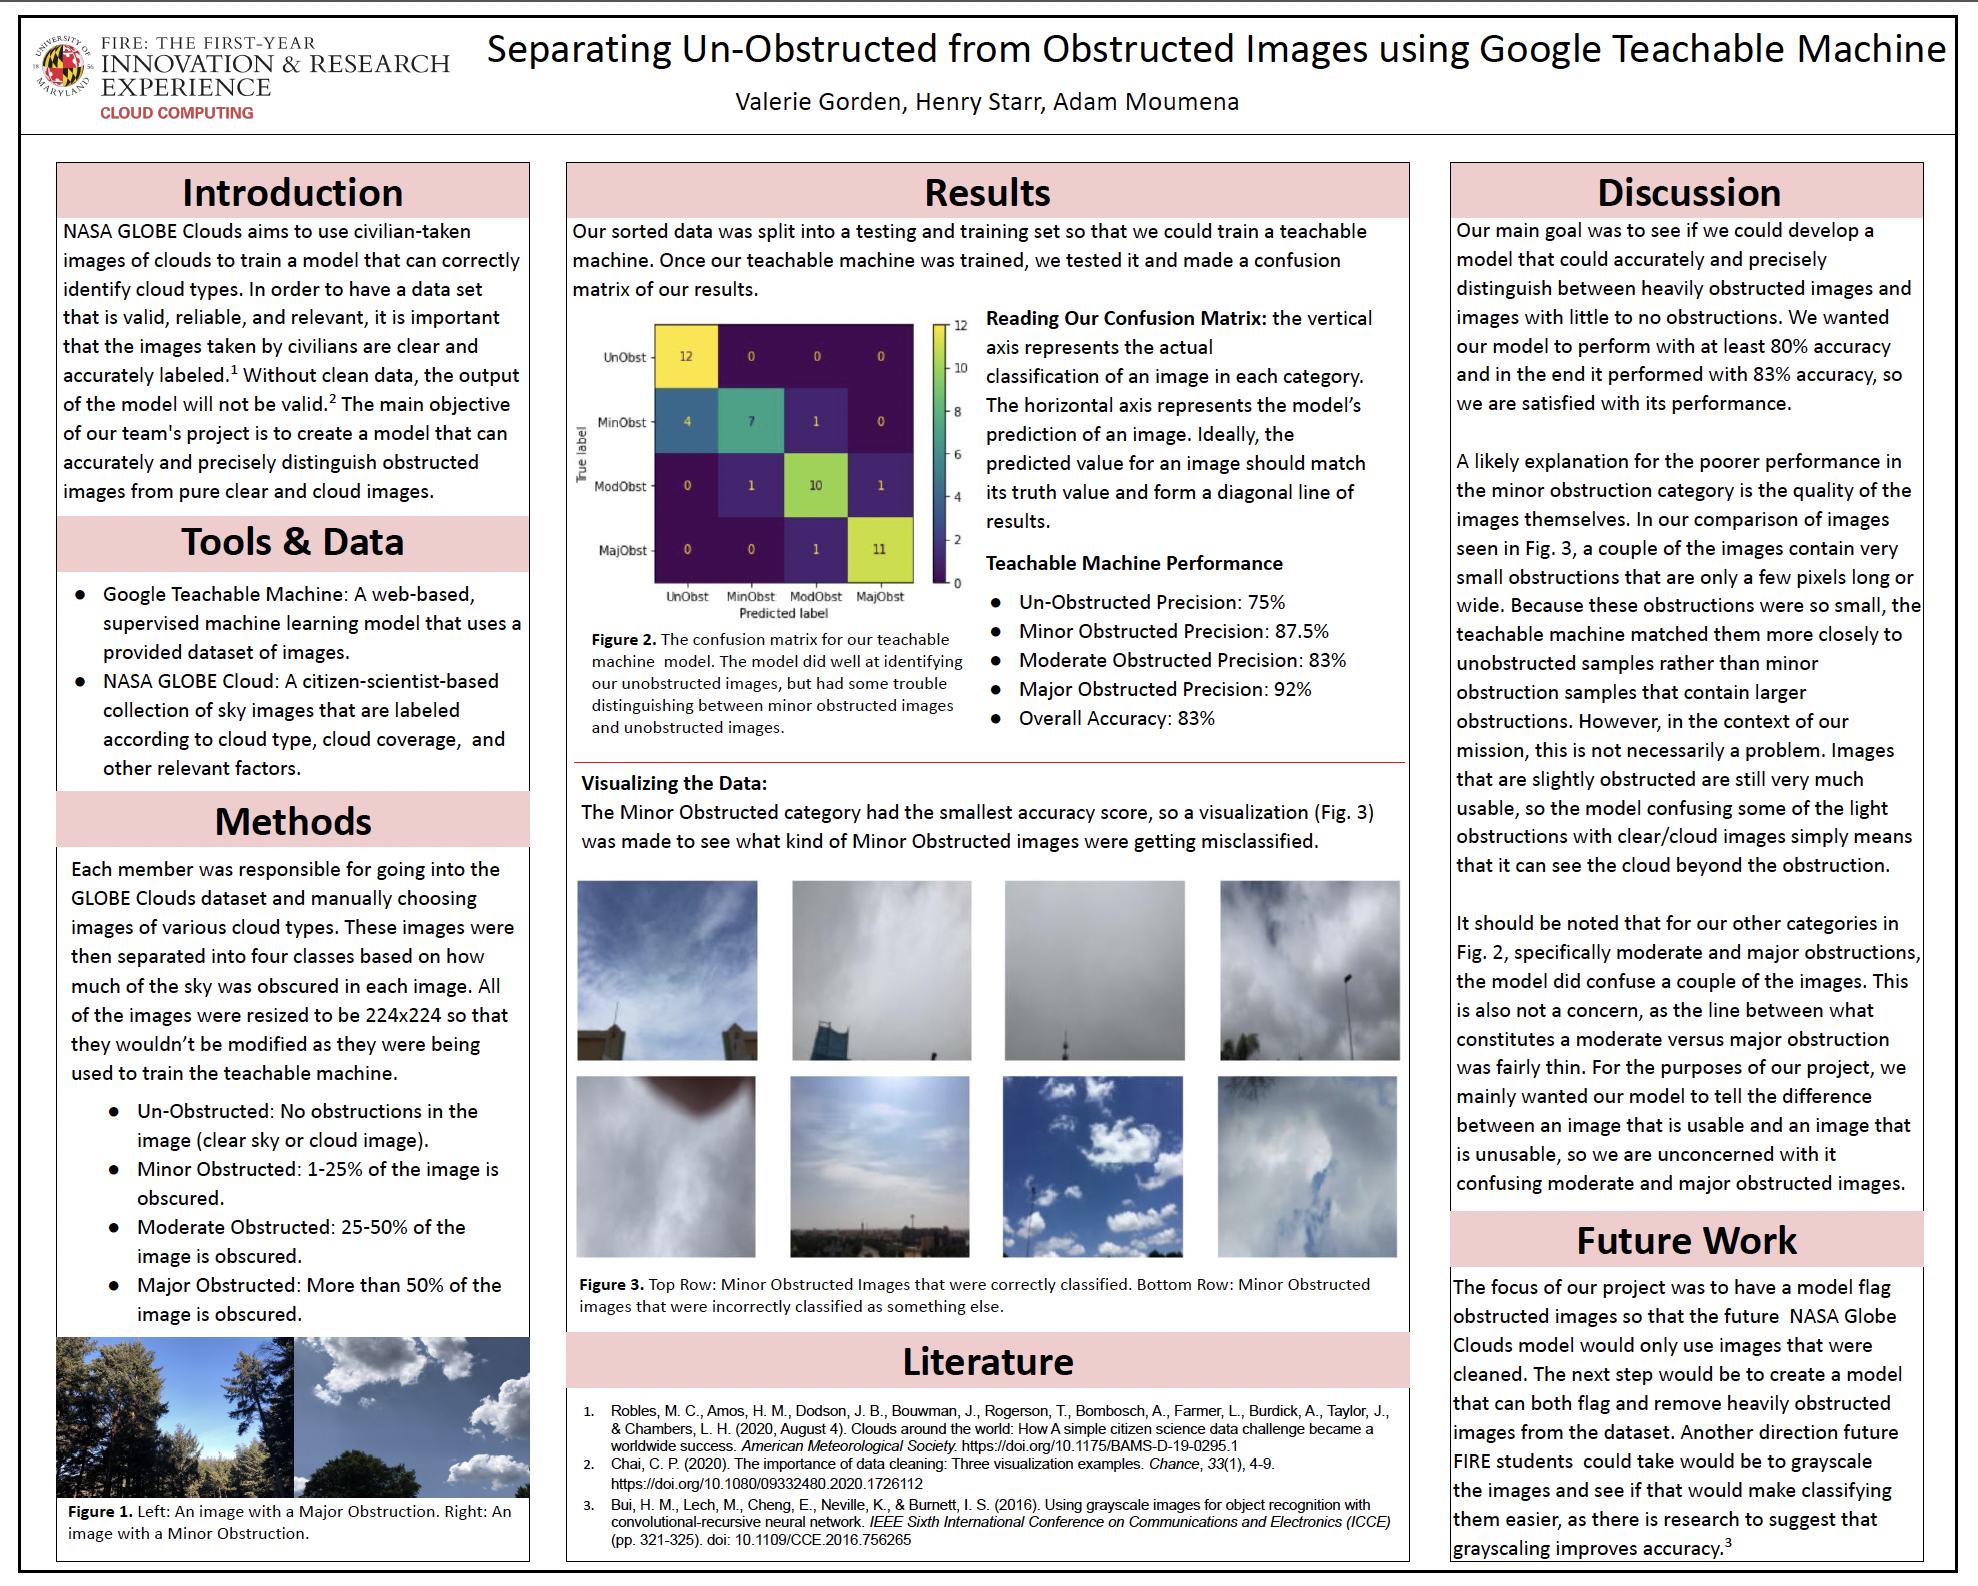 UNIVERSITY OF
18 56
MARYLAND
FIRE: THE FIRST-YEAR
INNOVATION & RESEARCH
EXPERIENCE
CLOUD COMPUTING
Separating Un-Obstructed from Obstructed Images using Google Teachable Machine
Valerie Gorden, Henry Starr, Adam Moumena
Introduction
NASA GLOBE Clouds aims to use civilian-taken
images of clouds to train a model that can correctly
identify cloud types. In order to have a data set
that is valid, reliable, and relevant, it is important
that the images taken by civilians are clear and
accurately labeled.¹ Without clean data, the output
of the model will not be valid.² The main objective
of our team's project is to create a model that can
accurately and precisely distinguish obstructed
images from pure clear and cloud images.
Tools & Data
● Google Teachable Machine: A web-based,
supervised machine learning model that uses a
provided dataset of images.
● NASA GLOBE Cloud: A citizen-scientist-based
collection of sky images that are labeled
according to cloud type, cloud coverage, and
other relevant factors.
Methods
Each member was responsible for going into the
GLOBE Clouds dataset and manually choosing
images of various cloud types. These images were
then separated into four classes based on how
much of the sky was obscured in each image. All
of the images were resized to be 224x224 so that
they wouldn’t be modified as they were being
used to train the teachable machine.
● Un-Obstructed: No obstructions in the
image (clear sky or cloud image).
● Minor Obstructed: 1-25% of the image is
obscured.
● Moderate Obstructed: 25-50% of the
image is obscured.
● Major Obstructed: More than 50% of the
image is obscured.
Figure 1. Left: An image with a Major Obstruction. Right: An
image with a Minor Obstruction.
Results
Our sorted data was split into a testing and training set so that we could train a teachable
machine. Once our teachable machine was trained, we tested it and made a confusion
matrix of our results.
True label
UnObst 12 0 0 0
MinObst 4 7 1 0
ModObst 0 1 10 1
MajObst 0 0 1 11
UnObst MinObst ModObst MajObst
Predicted label
12
10
8
6
4
2
0
Figure 2. The confusion matrix for our teachable
machine model. The model did well at identifying
our unobstructed images, but had some trouble
distinguishing between minor obstructed images
and unobstructed images.
Reading Our Confusion Matrix: the vertical
axis represents the actual
classification of an image in each category.
The horizontal axis represents the model’s
prediction of an image. Ideally, the
predicted value for an image should match
its truth value and form a diagonal line of
results.
Teachable Machine Performance
● Un-Obstructed Precision: 75%
● Minor Obstructed Precision: 87.5%
● Moderate Obstructed Precision: 83%
● Major Obstructed Precision: 92%
● Overall Accuracy: 83%
Visualizing the Data:
The Minor Obstructed category had the smallest accuracy score, so a visualization (Fig. 3)
was made to see what kind of Minor Obstructed images were getting misclassified.
Figure 3. Top Row: Minor Obstructed Images that were correctly classified. Bottom Row: Minor Obstructed
images that were incorrectly classified as something else.
Literature
1. Robles, M. C., Amos, H. M., Dodson, J. B., Bouwman, J., Rogerson, T., Bombosch, A., Farmer, L., Burdick, A., Taylor, J.,
& Chambers, L. H. (2020, August 4). Clouds around the world: How A simple citizen science data challenge became a
worldwide success. American Meteorological Society. https://doi.org/10.1175/BAMS-D-19-0295.1
2. Chai, C. P. (2020). The importance of data cleaning: Three visualization examples. Chance, 33(1), 4-9.
https://doi.org/10.1080/09332480.2020.1726112
3. Bui, H. M., Lech, M., Cheng, E., Neville, K., & Burnett, I. S. (2016). Using grayscale images for object recognition with
convolutional-recursive neural network. IEEE Sixth International Conference on Communications and Electronics (ICCE)
(pp. 321-325). doi: 10.1109/CCE.2016.756265
Discussion
Our main goal was to see if we could develop a
model that could accurately and precisely
distinguish between heavily obstructed images and
images with little to no obstructions. We wanted
our model to perform with at least 80% accuracy
and in the end it performed with 83% accuracy, so
we are satisfied with its performance.
A likely explanation for the poorer performance in
the minor obstruction category is the quality of the
images themselves. In our comparison of images
seen in Fig. 3, a couple of the images contain very
small obstructions that are only a few pixels long or
wide. Because these obstructions were so small, the
teachable machine matched them more closely to
unobstructed samples rather than minor
obstruction samples that contain larger
obstructions. However, in the context of our
mission, this is not necessarily a problem. Images
that are slightly obstructed are still very much
usable, so the model confusing some of the light
obstructions with clear/cloud images simply means
that it can see the cloud beyond the obstruction.
It should be noted that for our other categories in
Fig. 2, specifically moderate and major obstructions,
the model did confuse a couple of the images. This
is also not a concern, as the line between what
constitutes a moderate versus major obstruction
was fairly thin. For the purposes of our project, we
mainly wanted our model to tell the difference
between an image that is usable and an image that
is unusable, so we are unconcerned with it
confusing moderate and major obstructed images.
Future Work
The focus of our project was to have a model flag
obstructed images so that the future NASA Globe
Clouds model would only use images that were
cleaned. The next step would be to create a model
that can both flag and remove heavily obstructed
images from the dataset. Another direction future
FIRE students could take would be to grayscale
the images and see if that would make classifying
them easier, as there is research to suggest that
grayscaling improves accuracy.³